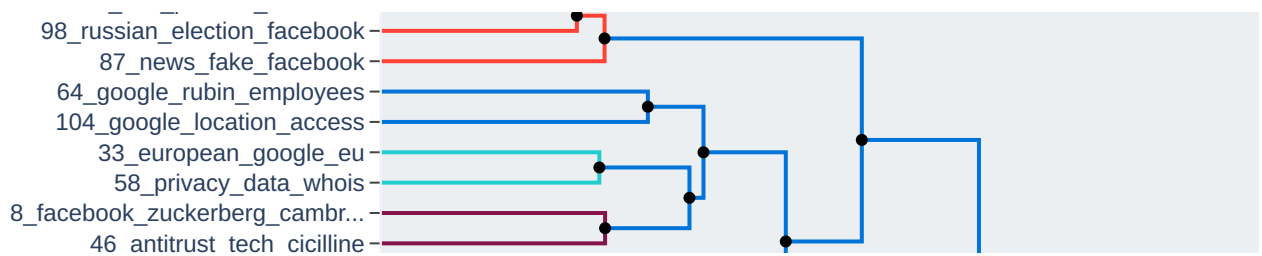 98_russian_election_facebook
87_news_fake_facebook
64_google_rubin_employees
104_google_location_access
33_european_google_eu
58_privacy_data_whois
8_facebook_zuckerberg_cambr...
46_antitrust_tech_cicilline